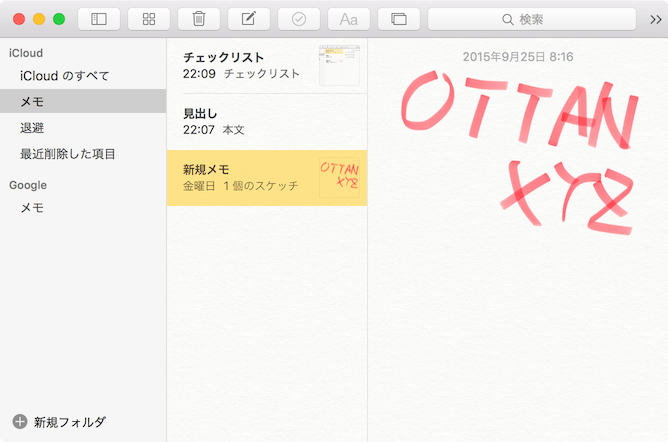 Aa
検索
iCloud
iCloud のすべて
メモ
退避
最近削除した項目
Google
メモ
新規フォルダ
チェックリスト
22:09 チェックリスト
見出し
22:07 本文
新規メモ
金曜日 1 個のスケッチ
OTTAN
XYZ
2015年9月25日 8:16
OTTAN
XYZ